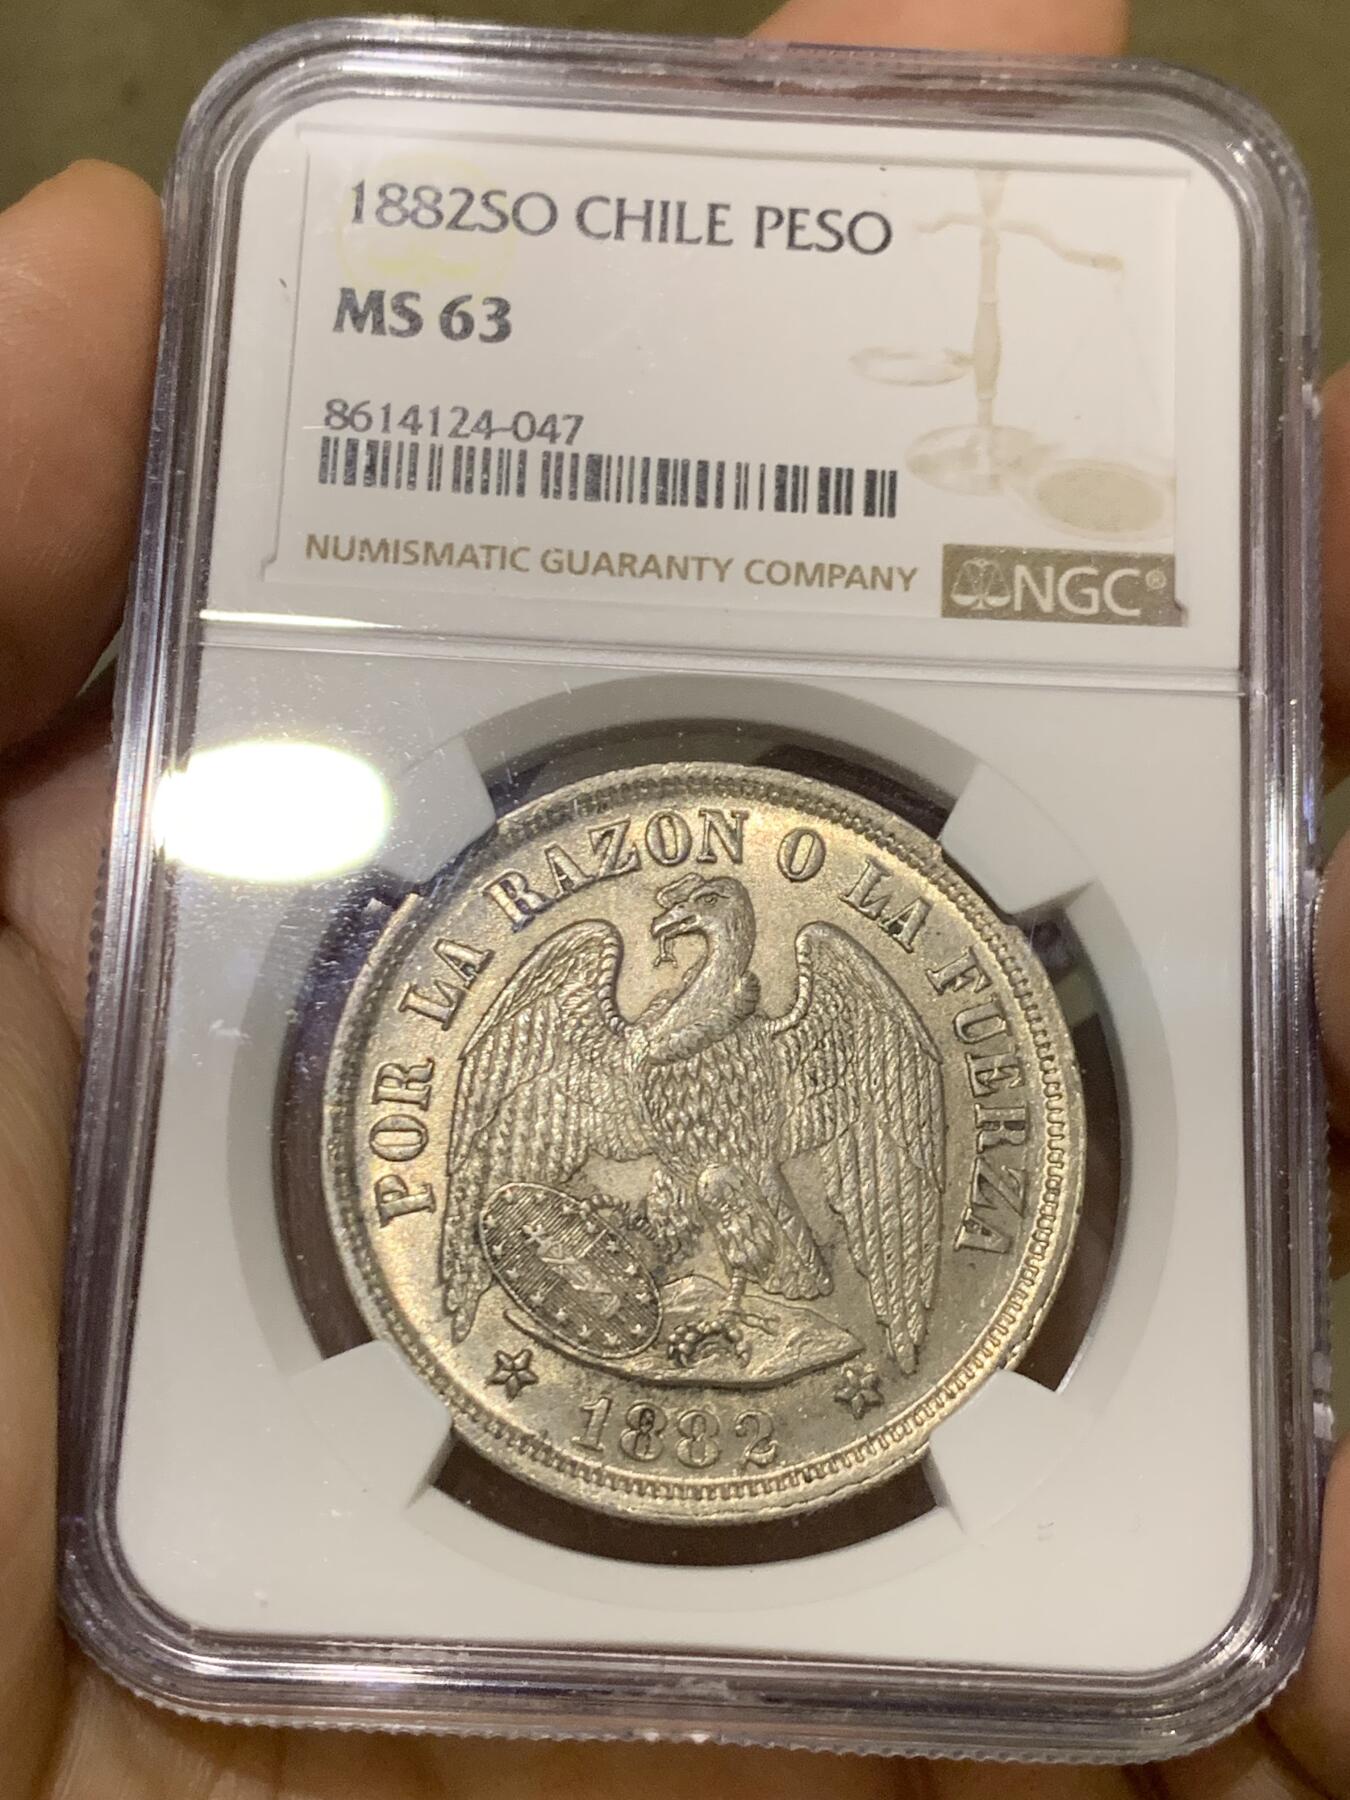 1882SO CHILE PESO
MS 63
8614124-047
NUMISMATIC GUARANTY COMPANY
NGC®
POR LA RAZON O LA FUERZA
1882